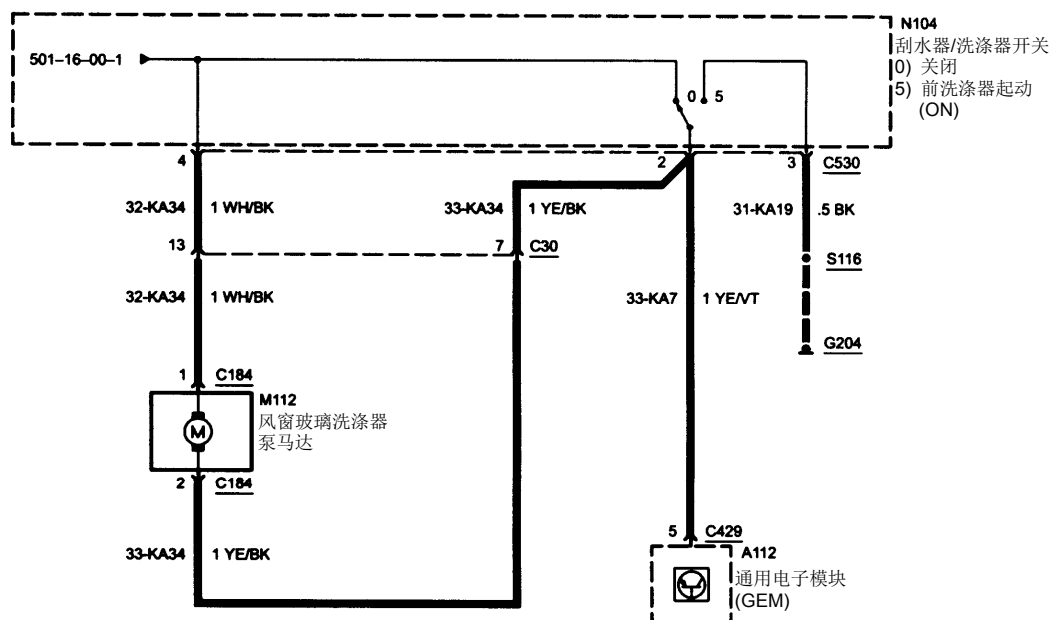 N104
刮水器/洗涤器开关
0) 关闭
5) 前洗涤器起动
(ON)
501–16–00–1
0 5
4
2
3 C530
32-KA34 1 WH/BK
33-KA34 1 YE/BK
31-KA19 .5 BK
13
7 C30
S116
32-KA34 1 WH/BK
33-KA7 1 YE/VT
G204
1 C184
M112
风窗玻璃洗涤器
泵马达
M
2 C184
5 C429
33-KA34 1 YE/BK
A112
通用电子模块
(GEM)